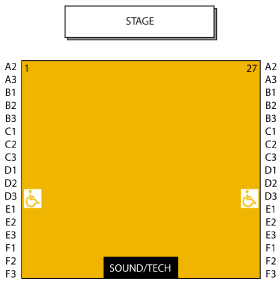 STAGE
A2 1 27 A2
A3 A3
B1 B1
B2 B2
B3 B3
C1 C1
C2 C2
C3 C3
D1 D1
D2 D2
D3 D3
E1 E1
E2 E2
E3 E3
F1 F1
F2 SOUND/TECH F2
F3 F3